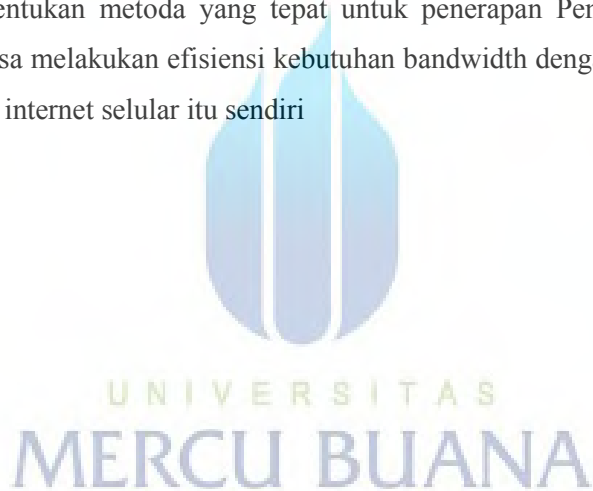 entukan metoda yang tepat untuk penerapan Per
sa melakukan efisiensi kebutuhan bandwidth deng
internet selular itu sendiri
UNIVERSITAS
MERCU BUANA